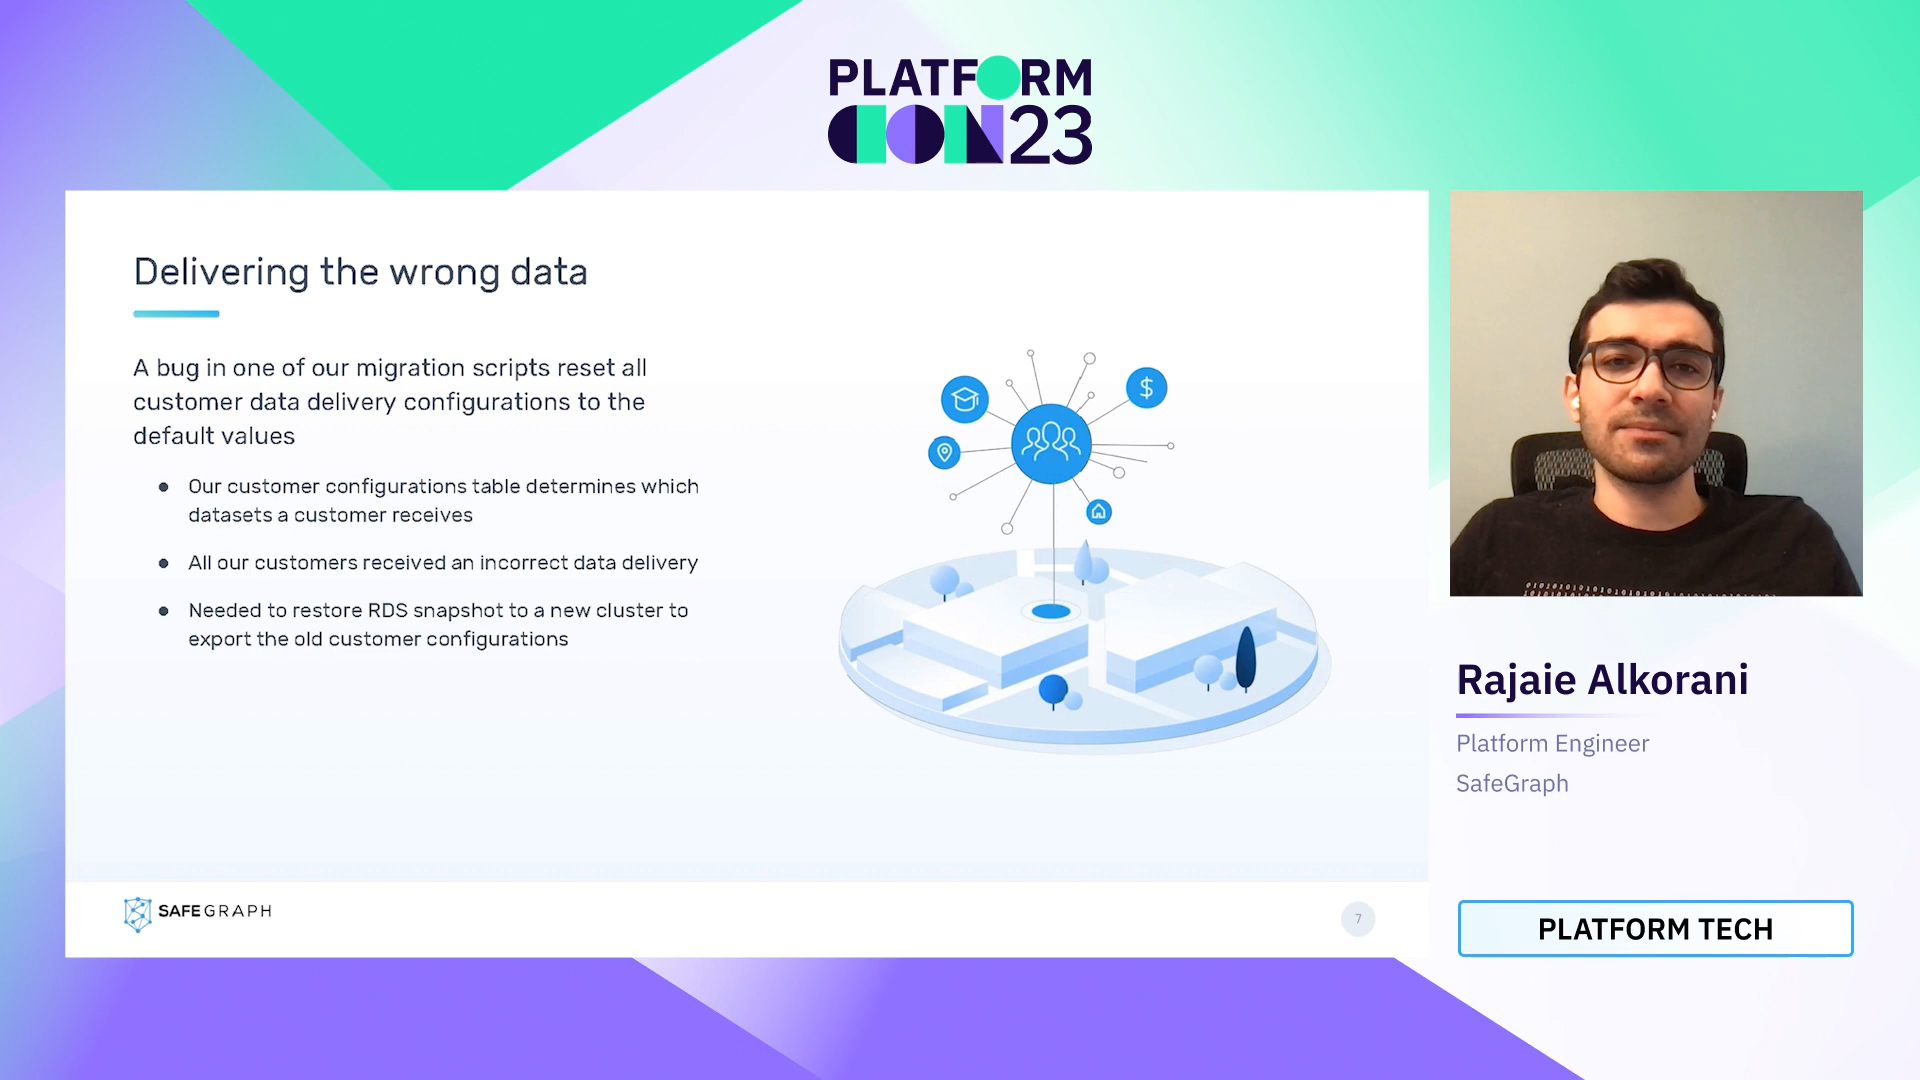 PLATFORM
CON23
Delivering the wrong data
A bug in one of our migration scripts reset all
customer data delivery configurations to the
default values
● Our customer configurations table determines which
datasets a customer receives
● All our customers received an incorrect data delivery
● Needed to restore RDS snapshot to a new cluster to
export the old customer configurations
$
SAFEGRAPH
7
Rajaie Alkorani
Platform Engineer
SafeGraph
PLATFORM TECH